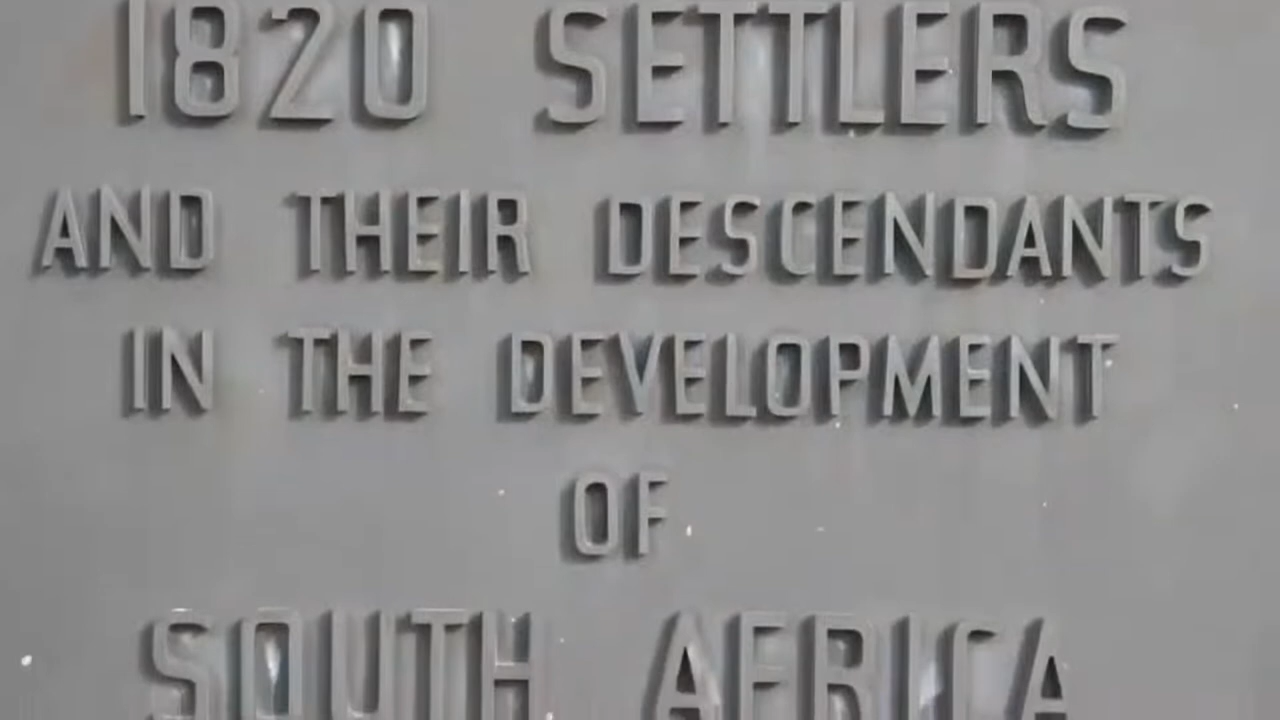 1820 SETTLERS
AND THEIR DESCENDANTS
IN THE DEVELOPMENT
OF
SOUTH AFRICA